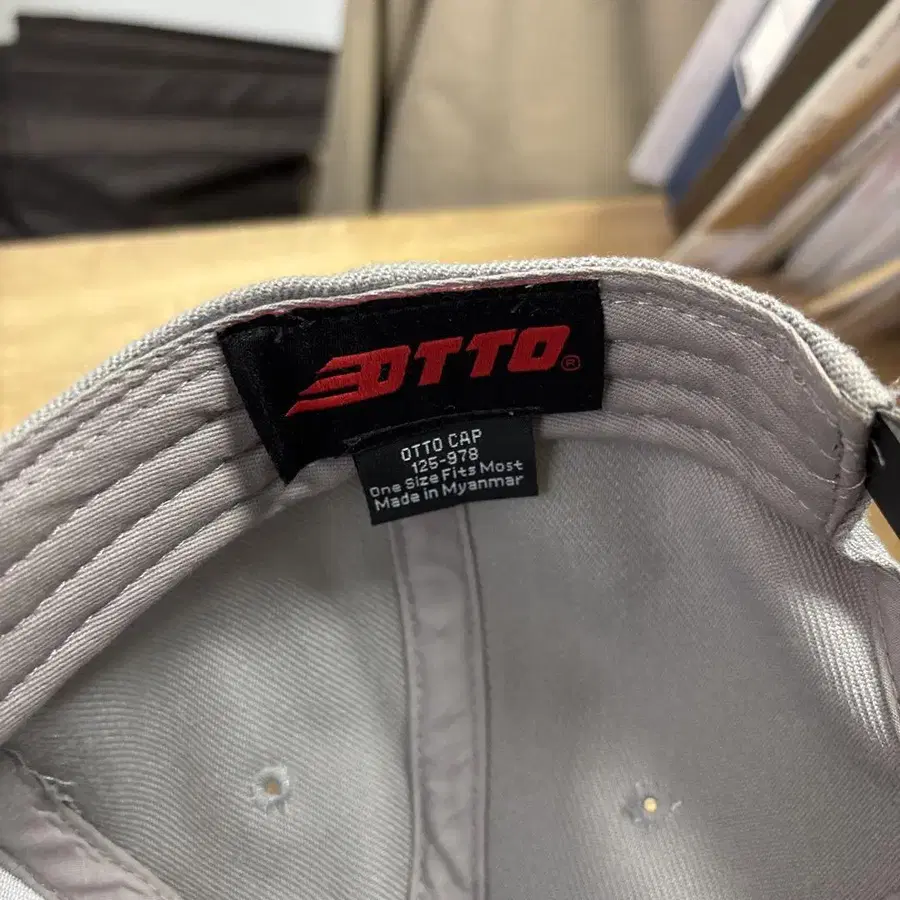 OTTO®
OTTO CAP
125-978
One Size Fits Most
Made in Myanmar